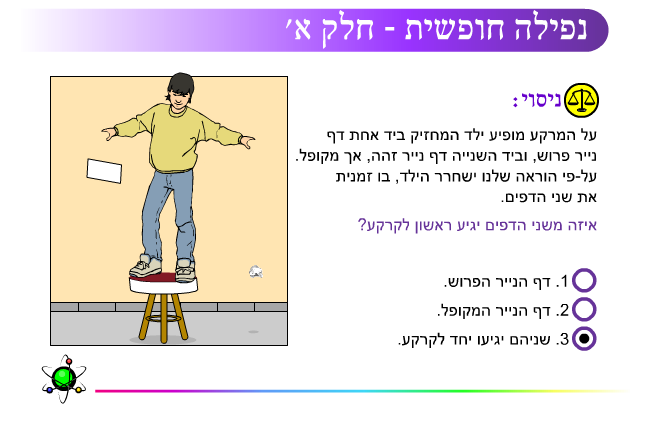 נפילה חופשית - חלק א׳
ניסוי:
על המרקע מופיע ילד המחזיק ביד אחת דף
נייר פרוש, וביד השנייה דף נייר זהה, אך מקופל.
על-פי הוראה שלנו ישחרר הילד, בו זמנית
את שני הדפים.
איזה משני הדפים יגיע ראשון לקרקע?
1. דף הנייר הפרוש.
2. דף הנייר המקופל.
3. שניהם יגיעו יחד לקרקע.